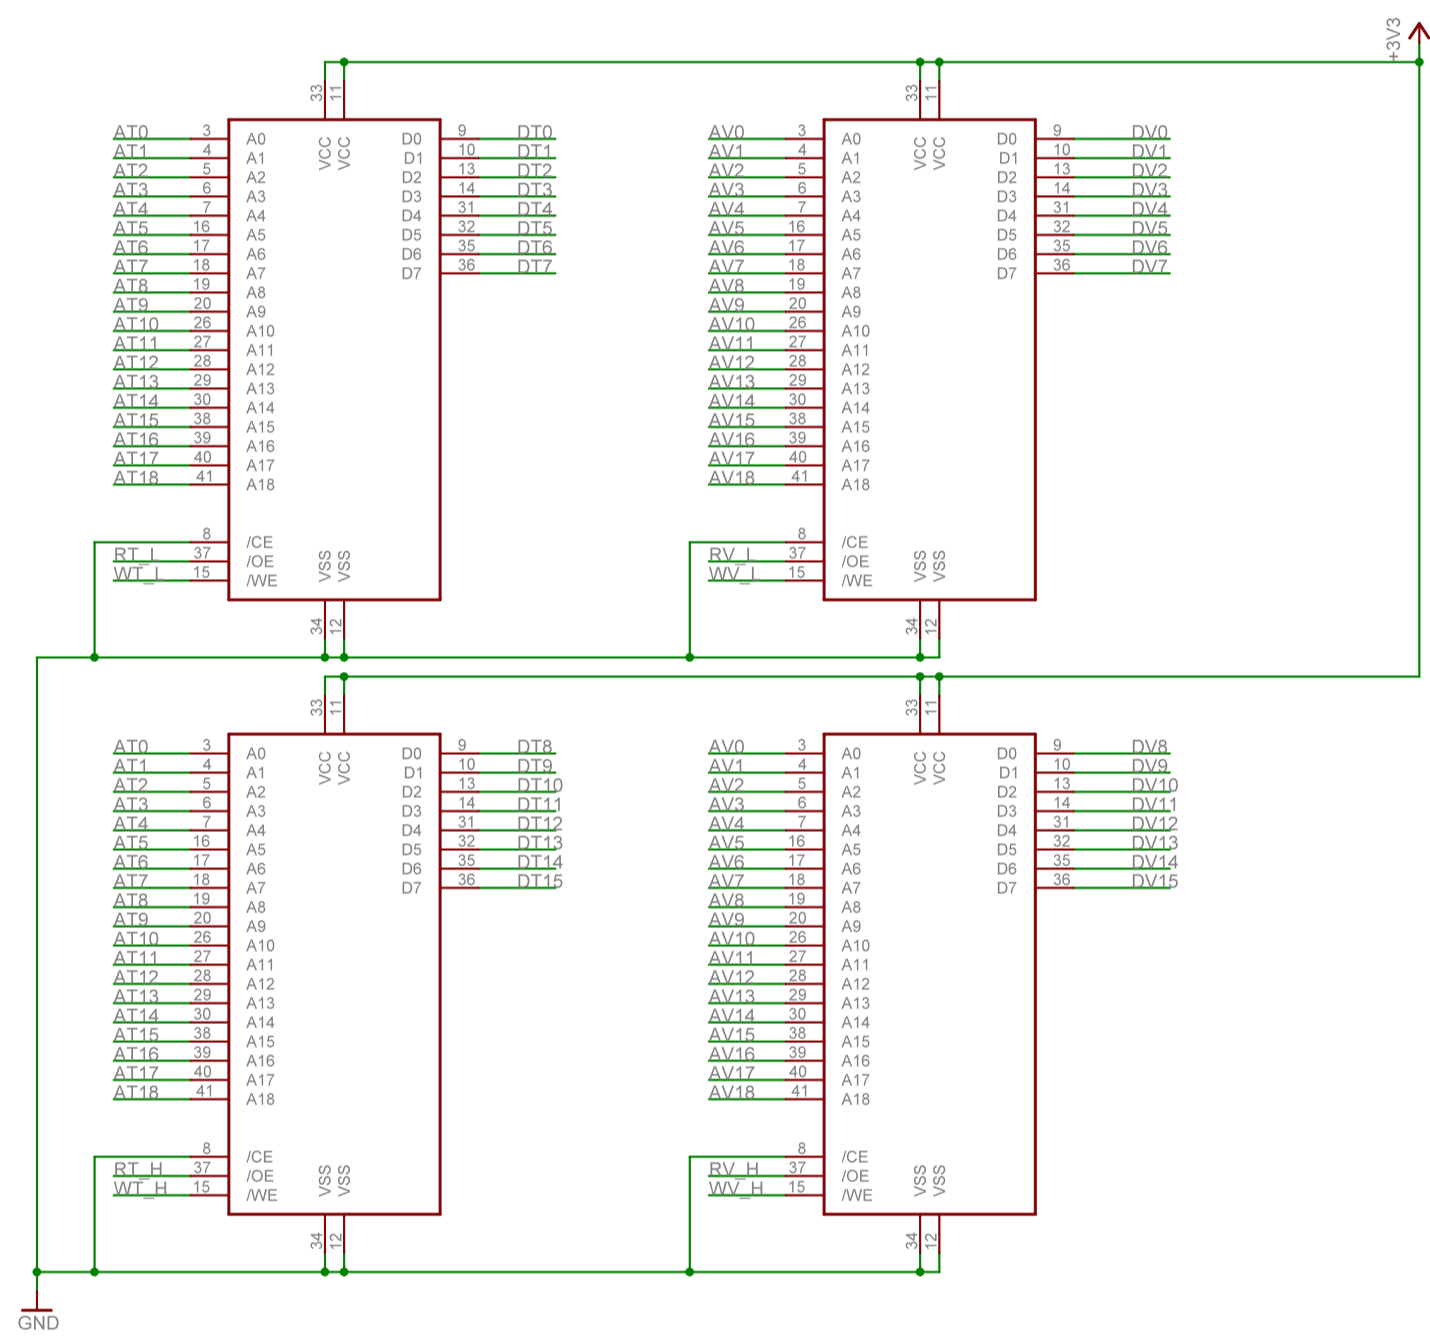 +3V3
33 11 33 11
AT0 3 A0 VCC VCC D0 9 DT0 AV0 3 A0 VCC VCC D0 9 DV0
AT1 4 A1 D1 10 DT1 AV1 4 A1 D1 10 DV1
AT2 5 A2 D2 13 DT2 AV2 5 A2 D2 13 DV2
AT3 6 A3 D3 14 DT3 AV3 6 A3 D3 14 DV3
AT4 7 A4 D4 31 DT4 AV4 7 A4 D4 31 DV4
AT5 16 A5 D5 32 DT5 AV5 16 A5 D5 32 DV5
AT6 17 A6 D6 35 DT6 AV6 17 A6 D6 35 DV6
AT7 18 A7 D7 36 DT7 AV7 18 A7 D7 36 DV7
AT8 19 A8 AV8 19 A8
AT9 20 A9 AV9 20 A9
AT10 26 A10 AV10 26 A10
AT11 27 A11 AV11 27 A11
AT12 28 A12 AV12 28 A12
AT13 29 A13 AV13 29 A13
AT14 30 A14 AV14 30 A14
AT15 38 A15 AV15 38 A15
AT16 39 A16 AV16 39 A16
AT17 40 A17 AV17 40 A17
AT18 41 A18 AV18 41 A18
8 /CE 8 /CE
RT_L 37 /OE VSS VSS RV_L 37 /OE VSS VSS
WT_L 15 /WE WV_L 15 /WE
34 12 34 12
33 11 33 11
AT0 3 A0 VCC VCC D0 9 DT8 AV0 3 A0 VCC VCC D0 9 DV8
AT1 4 A1 D1 10 DT9 AV1 4 A1 D1 10 DV9
AT2 5 A2 D2 13 DT10 AV2 5 A2 D2 13 DV10
AT3 6 A3 D3 14 DT11 AV3 6 A3 D3 14 DV11
AT4 7 A4 D4 31 DT12 AV4 7 A4 D4 31 DV12
AT5 16 A5 D5 32 DT13 AV5 16 A5 D5 32 DV13
AT6 17 A6 D6 35 DT14 AV6 17 A6 D6 35 DV14
AT7 18 A7 D7 36 DT15 AV7 18 A7 D7 36 DV15
AT8 19 A8 AV8 19 A8
AT9 20 A9 AV9 20 A9
AT10 26 A10 AV10 26 A10
AT11 27 A11 AV11 27 A11
AT12 28 A12 AV12 28 A12
AT13 29 A13 AV13 29 A13
AT14 30 A14 AV14 30 A14
AT15 38 A15 AV15 38 A15
AT16 39 A16 AV16 39 A16
AT17 40 A17 AV17 40 A17
AT18 41 A18 AV18 41 A18
8 /CE 8 /CE
RT_H 37 /OE VSS VSS RV_H 37 /OE VSS VSS
WT_H 15 /WE WV_H 15 /WE
34 12 34 12
GND